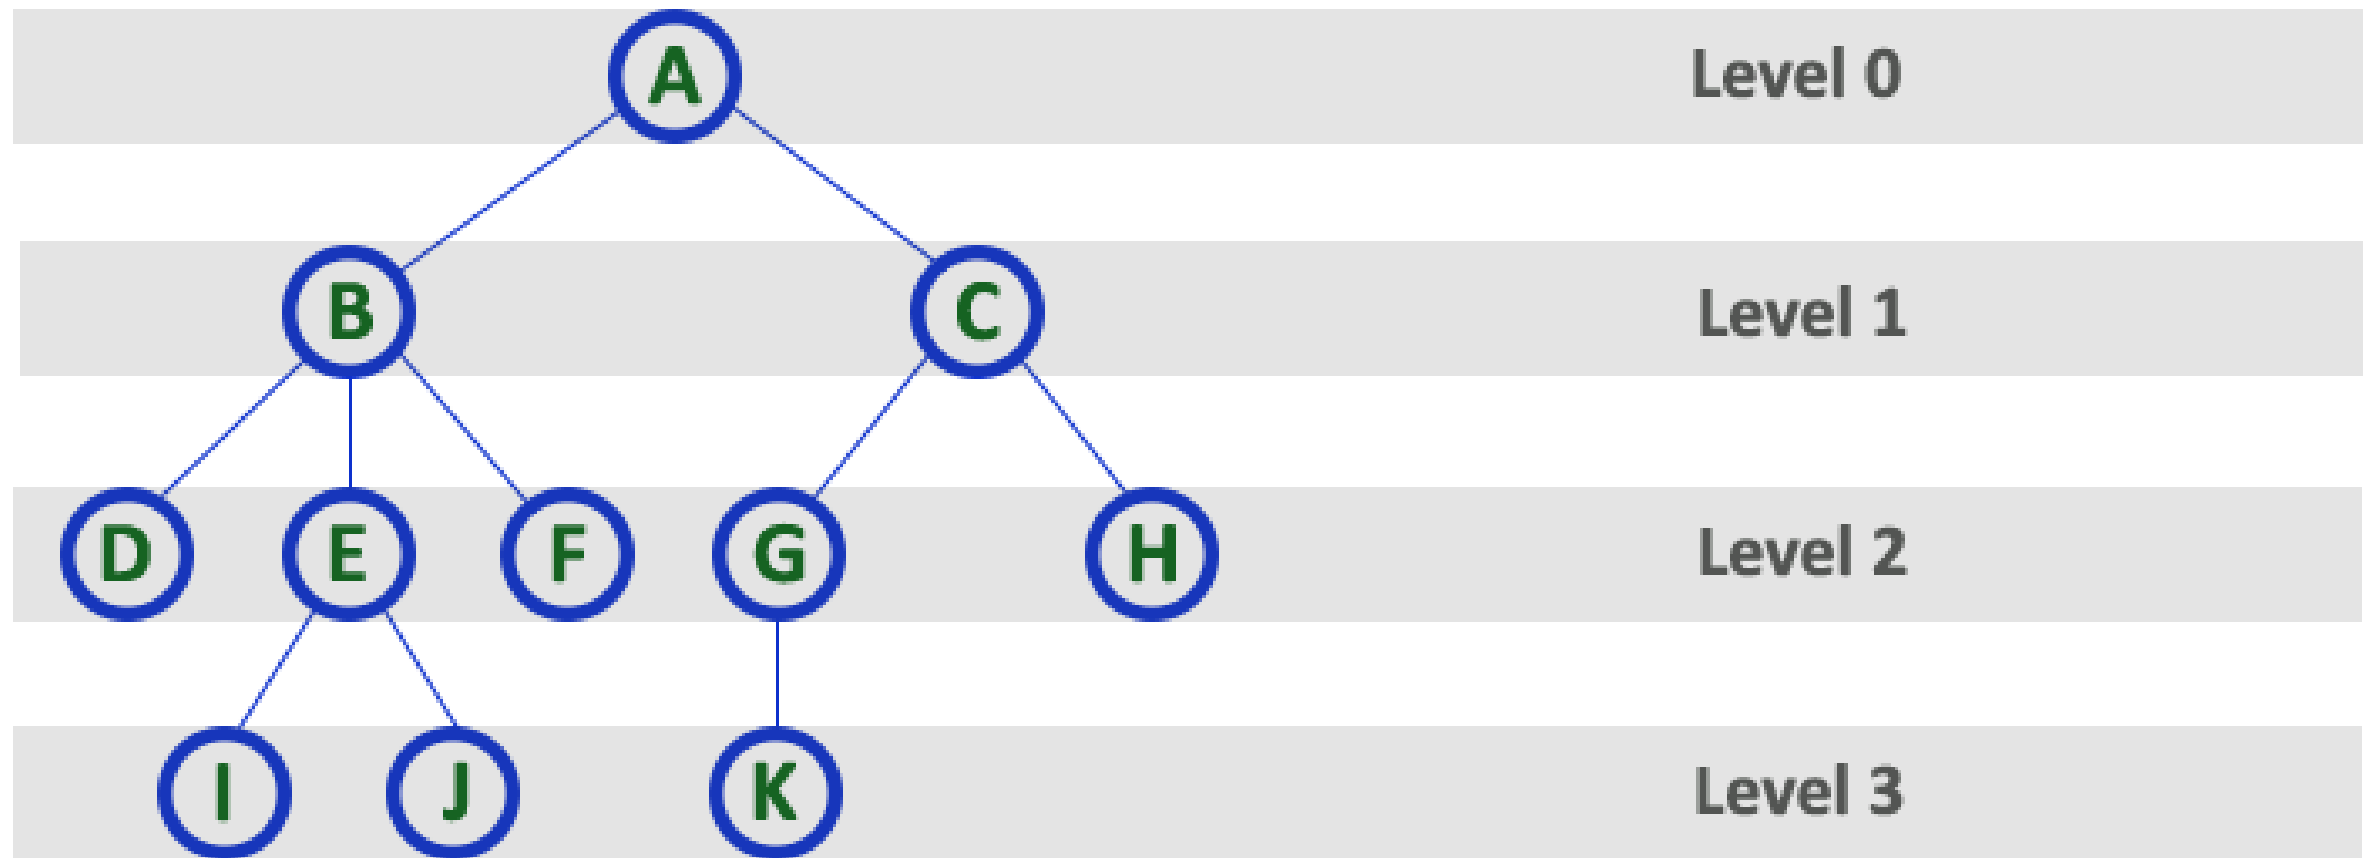 A Level 0
B C Level 1
D E F G H Level 2
I J K Level 3